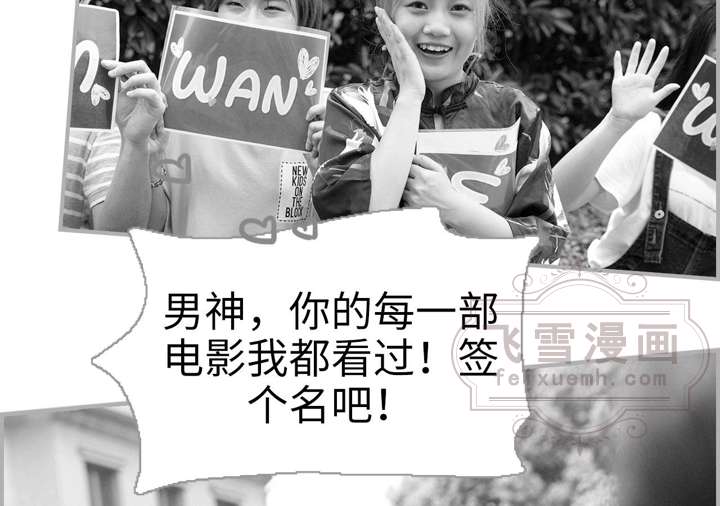 WAN
NEW
KIDS
ON
THE
BLOCK
男神，你的每一部
电影我都看过！签
个名吧！
飞雪漫画
feixuemh.com